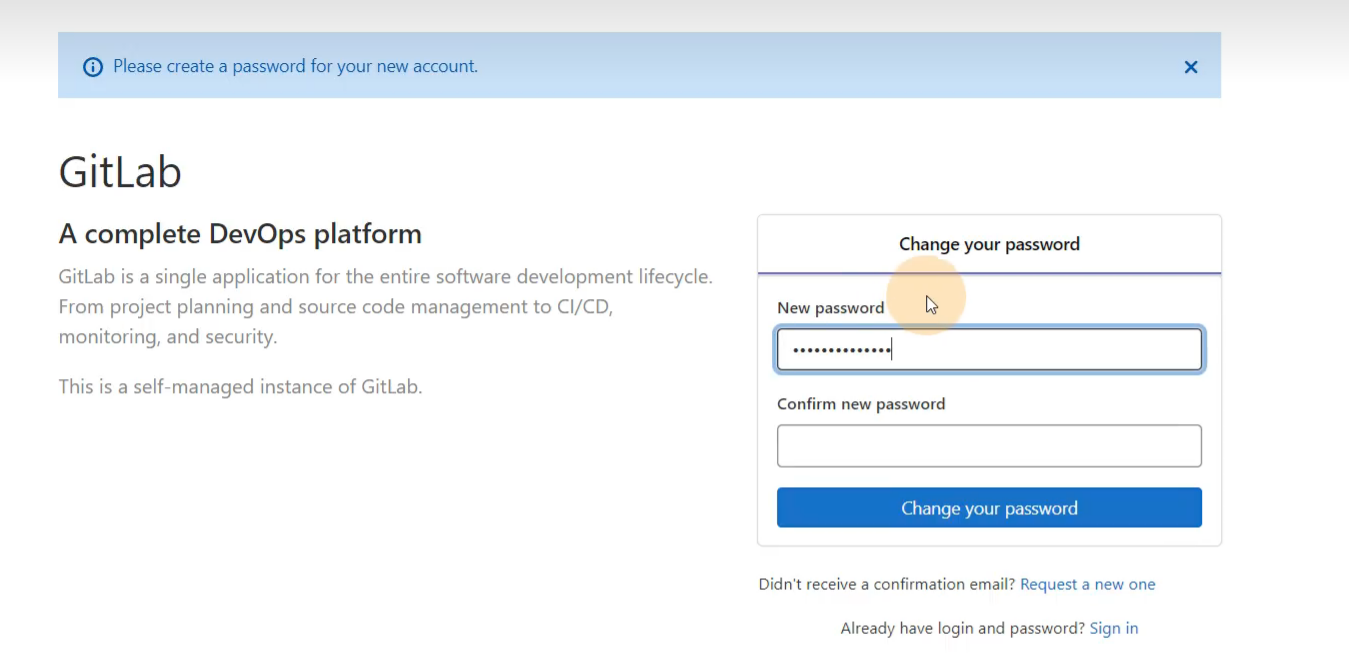 Please create a password for your new account.
GitLab
A complete DevOps platform
GitLab is a single application for the entire software development lifecycle.
From project planning and source code management to CI/CD,
monitoring, and security.
This is a self-managed instance of GitLab.
Change your password
New password
••••••••••••••
Confirm new password
Change your password
Didn't receive a confirmation email? Request a new one
Already have login and password? Sign in